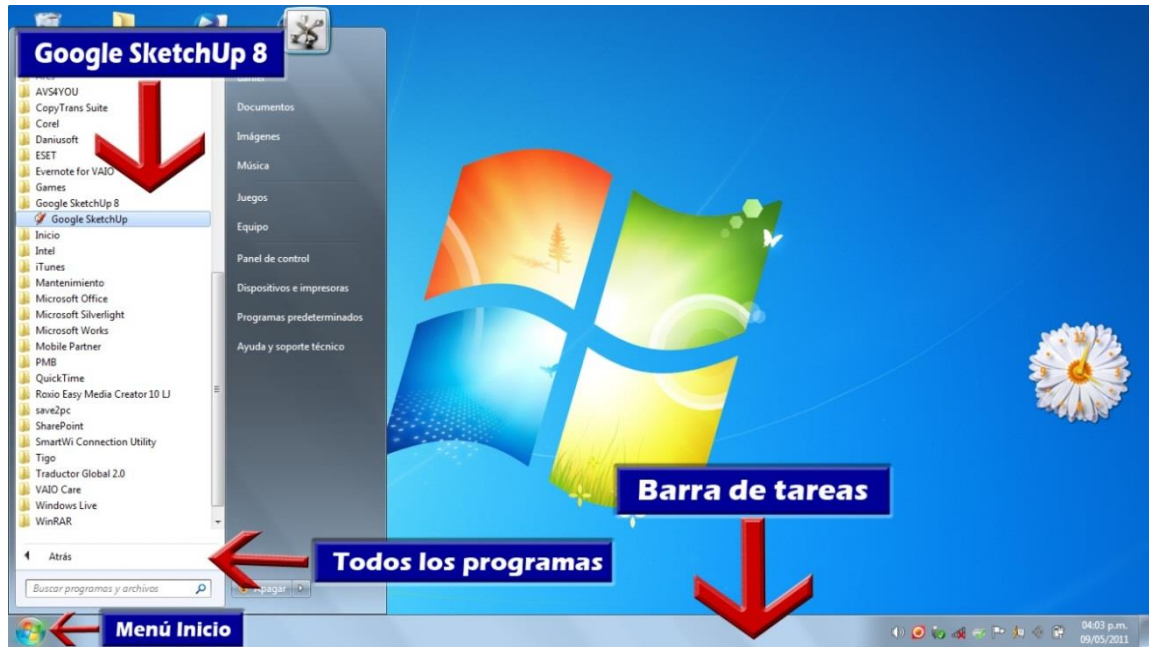 Google SketchUp 8
AVS4YOU
CopyTrans Suite
Corel
Daniusoft
ESET
Evernote for VAIO
Games
Google SketchUp 8
Google SketchUp
Inicio
Intel
iTunes
Mantenimiento
Microsoft Office
Microsoft Silverlight
Microsoft Works
Mobile Partner
PMB
QuickTime
Roxio Easy Media Creator 10 LJ
save2pc
SharePoint
SmartWi Connection Utility
Tigo
Traductor Global 2.0
VAIO Care
Windows Live
WinRAR
Atrás
Buscar programas y archivos
Documentos
Imágenes
Música
Juegos
Equipo
Panel de control
Dispositivos e impresoras
Programas predeterminados
Ayuda y soporte técnico
Apagar
12
Barra de tareas
Todos los programas
Menú Inicio
04:03 p.m.
09/05/2011